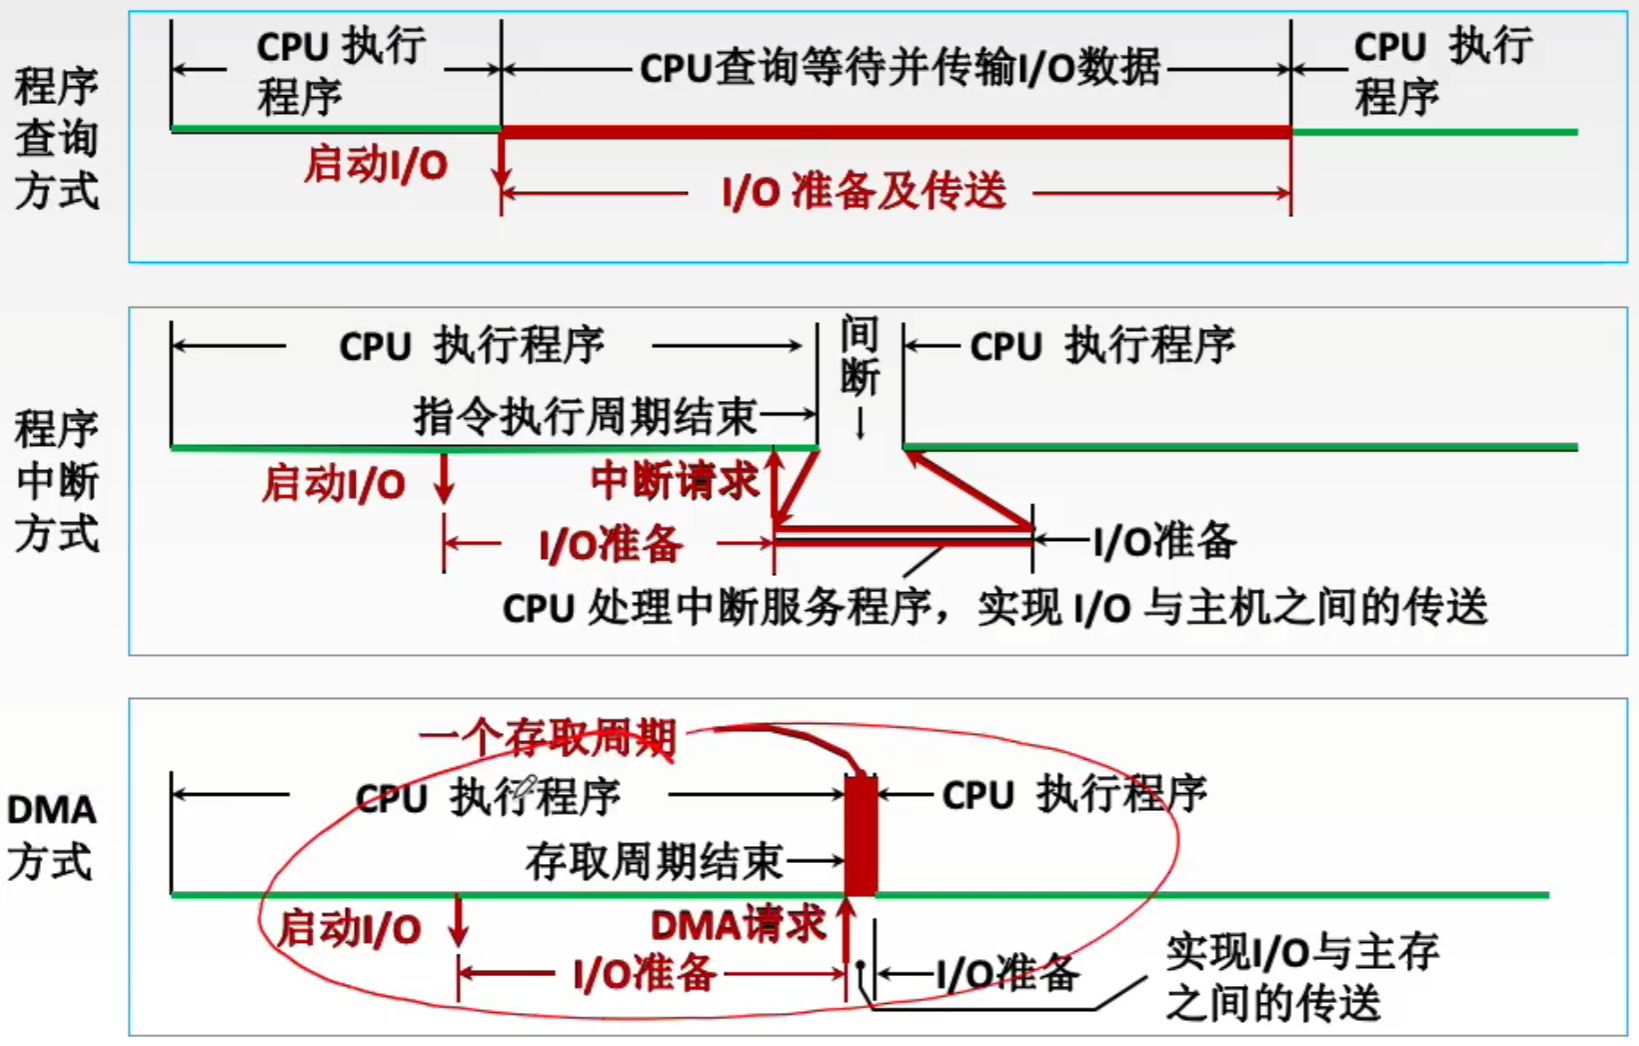 程序
查询
方式
CPU 执行
程序
CPU查询等待并传输I/O数据
CPU 执行
程序
启动I/O
I/O 准备及传送
程序
中断
方式
CPU 执行程序
间
断
CPU 执行程序
指令执行周期结束
启动I/O
中断请求
I/O准备
I/O准备
CPU 处理中断服务程序，实现 I/O 与主机之间的传送
DMA
方式
一个存取周期
CPU 执行程序
CPU 执行程序
存取周期结束
启动I/O
DMA请求
I/O准备
I/O准备
实现I/O与主存
之间的传送